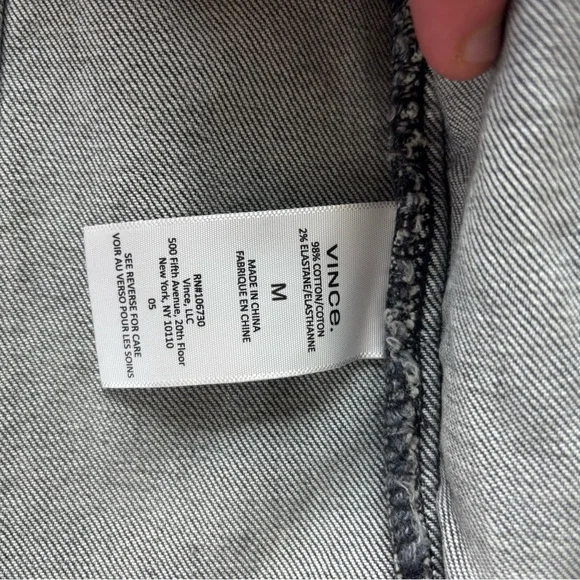 VINCE.
98% COTTON/COTON
2% ELASTANE/ELASTHANNE
M
MADE IN CHINA
FABRIQUE EN CHINE
RN#106730
Vince, LLC
500 Fifth Avenue, 20th Floor
New York, NY 10110
05
SEE REVERSE FOR CARE
VOIR AU VERSO POUR LES SOINS